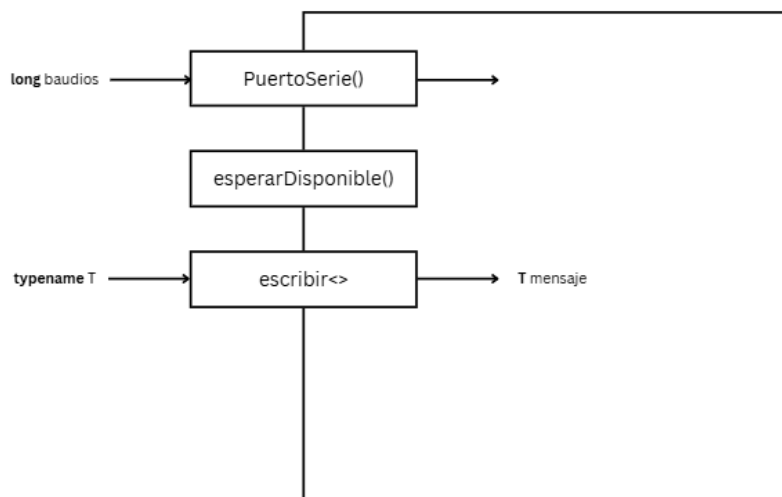 long baudios
PuertoSerie()
esperarDisponible()
typename T
escribir<>
T mensaje